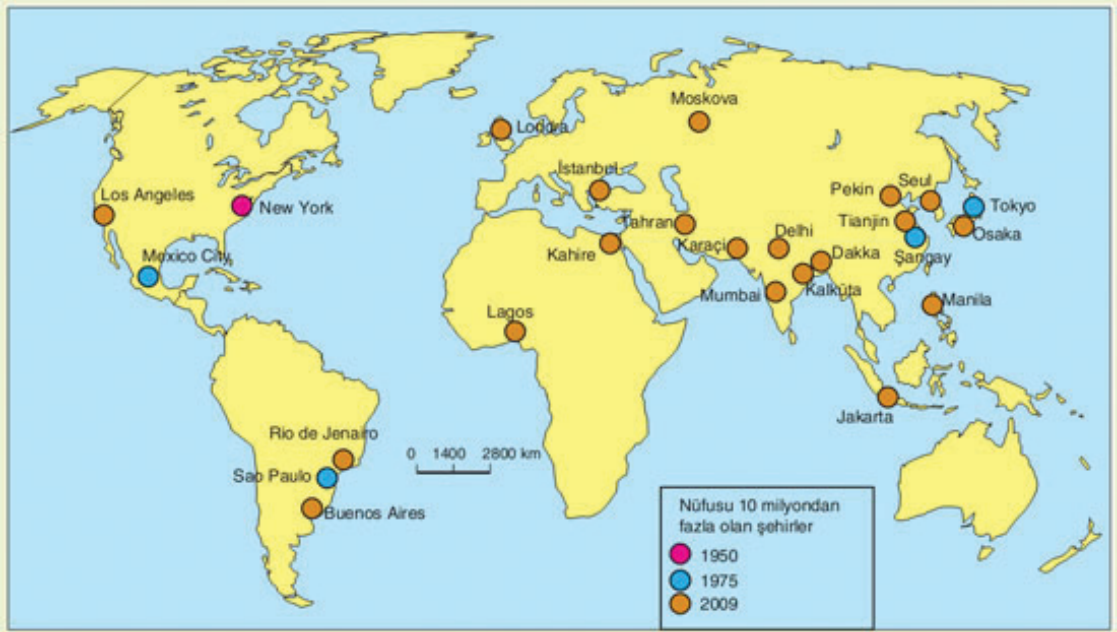 Moskova
Londra
İstanbul
Los Angeles
New York
Pekin
Seul
Tokyo
Tahran
Tianjin
Osaka
Kahire
Karaçi
Delhi
Dakka
Şangay
Mexico City
Mumbai
Kalküta
Manila
Lagos
Jakarta
Rio de Jenairo
0 1400 2800 km
Sao Paulo
Buenos Aires
Nüfusu 10 milyondan
fazla olan şehirler
1950
1975
2009